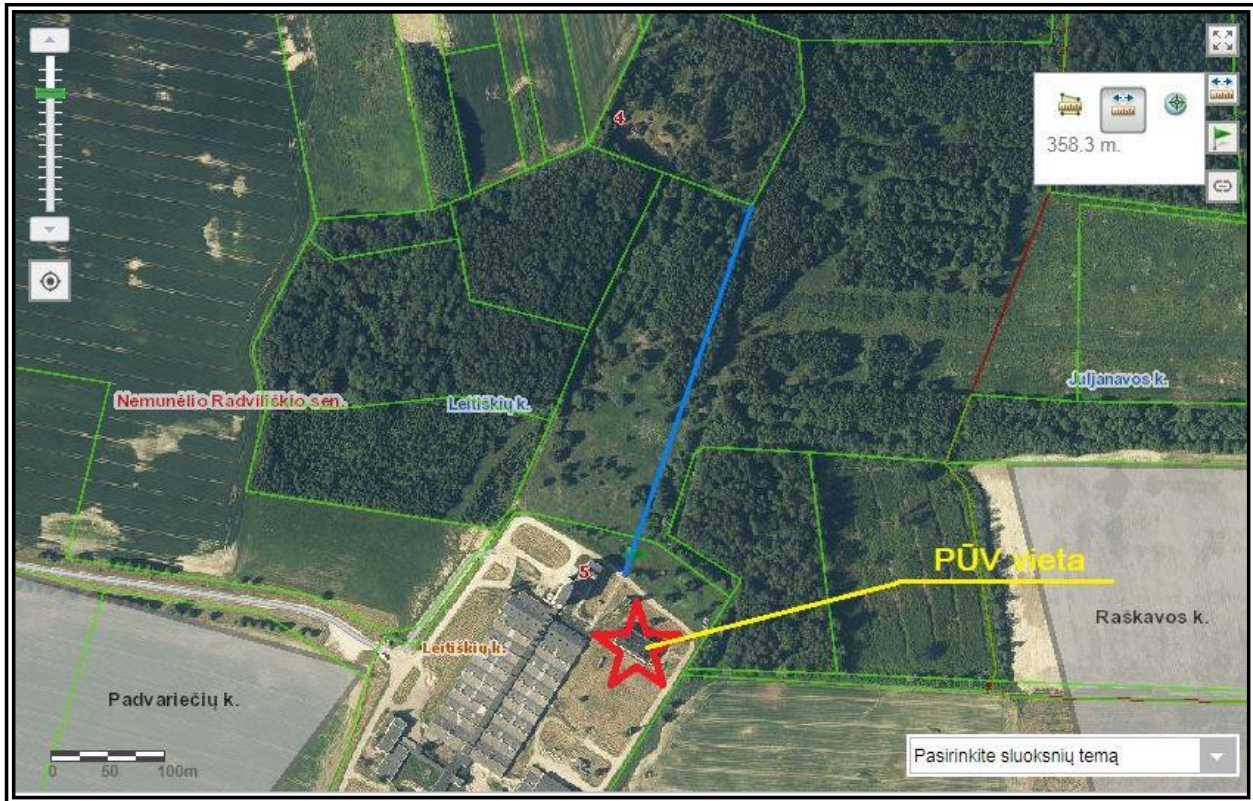 4
358.3 m.
Nemunėlio Radviliškio sen.
Leitiškių k.
Juljanavos k.
PŪV vieta
5
Raškavos k.
Leitiškių k.
Padvariečių k.
0 50 100m
Pasirinkite sluoksnių temą